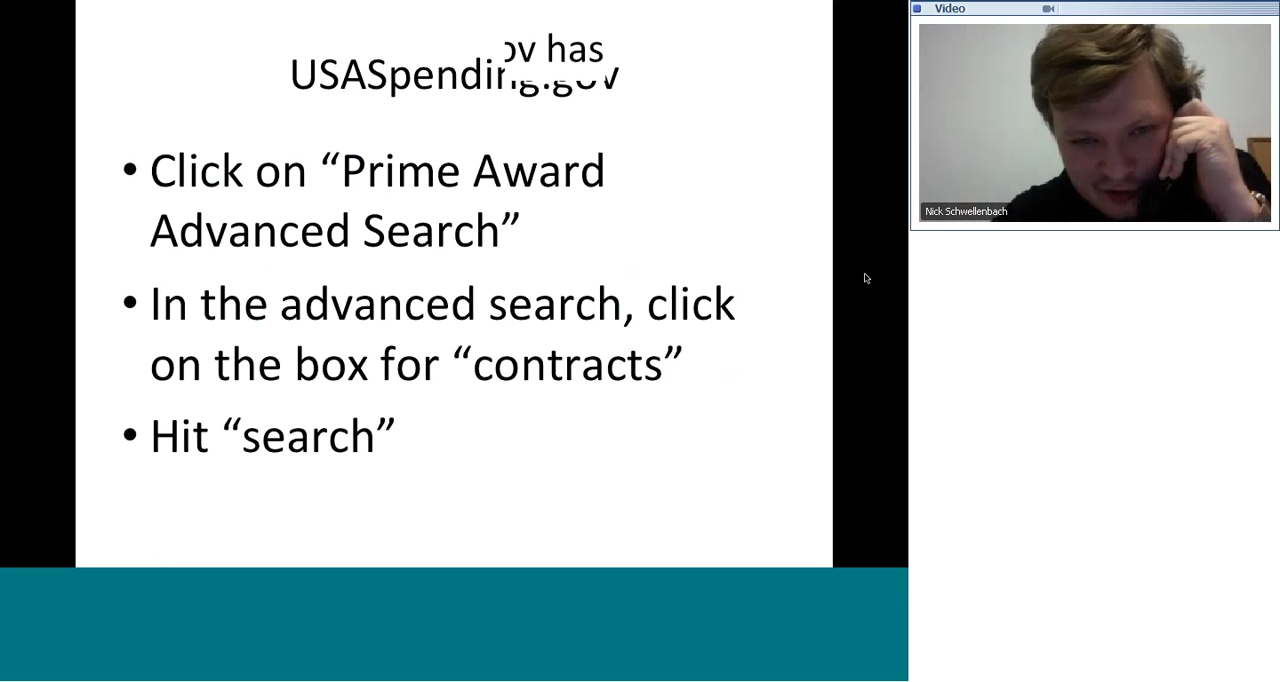 ov has
USASpending.gov
• Click on “Prime Award
Advanced Search”
• In the advanced search, click
on the box for “contracts”
• Hit “search”
Video
Nick Schwellenbach